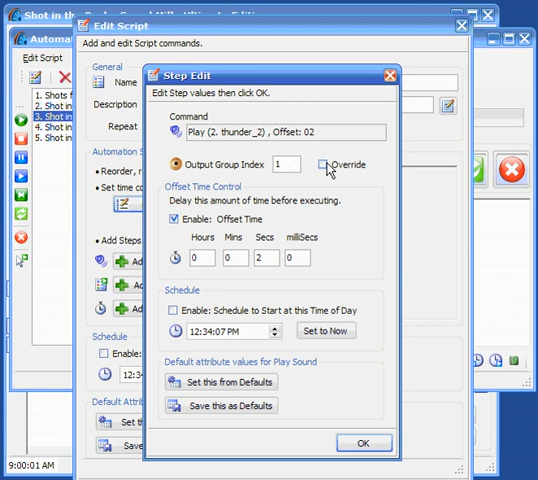 Shot in the
Edit Script
Automa
Add and edit Script commands.
Edit Script
General
Name
Description
Repeat
1. Shots f
2. Shot in
3. Shot in
4. Shot in
5. Shot in
Automation S
Reorder, r
Set time co
Add Steps
Ad
Ad
Ad
Schedule
Enable:
12:3
Default Attrib
Set th
Save
9:00:01 AM
Step Edit
Edit Step values then click OK.
Command
Play (2. thunder_2) , Offset: 02
Output Group Index 1 Override
Offset Time Control
Delay this amount of time before executing.
Enable: Offset Time
Hours Mins Secs milliSecs
0 0 2 0
Schedule
Enable: Schedule to Start at this Time of Day
12:34:07 PM Set to Now
Default attribute values for Play Sound
Set this from Defaults
Save this as Defaults
OK